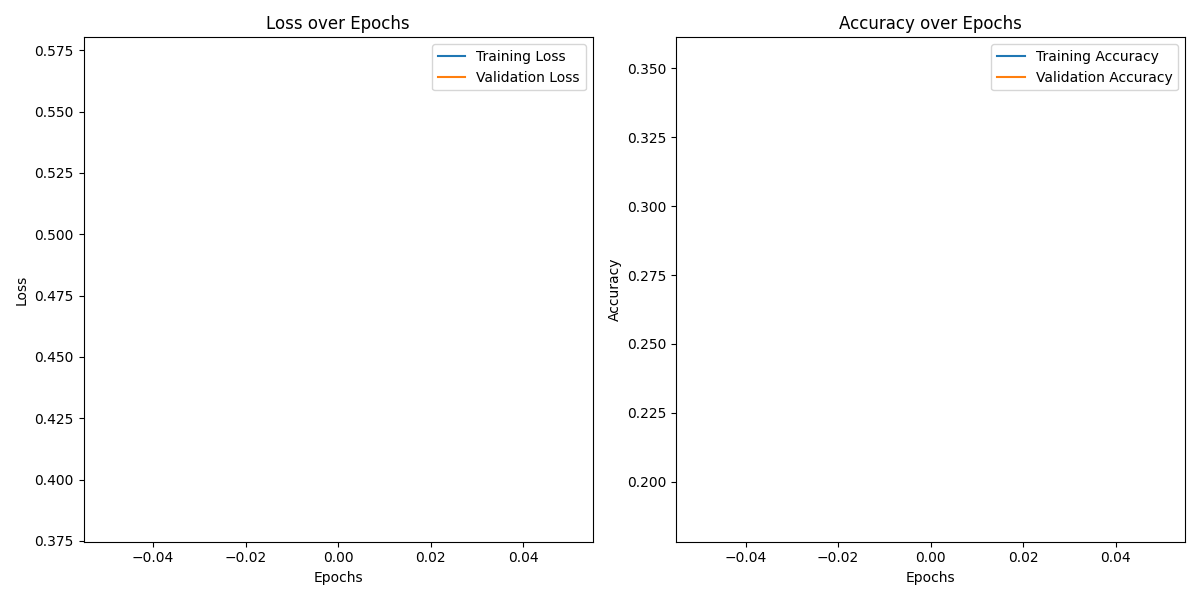 Loss over Epochs
Training Loss
Validation Loss
0.575
0.550
0.525
0.500
0.475
0.450
0.425
0.400
0.375
Loss
−0.04
−0.02
0.00
0.02
0.04
Epochs
Accuracy over Epochs
Training Accuracy
Validation Accuracy
0.350
0.325
0.300
0.275
0.250
0.225
0.200
Accuracy
−0.04
−0.02
0.00
0.02
0.04
Epochs